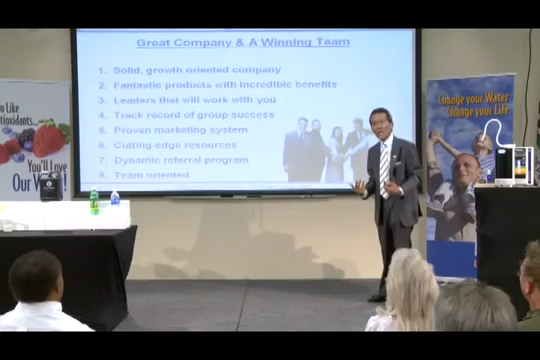 Great Company & A Winning Team
1. Solid, growth oriented company
2. Fantastic products with incredible benefits
3. Leaders that will work with you
4. Track record of group success
5. Proven marketing system
6. Cutting edge resources
7. Dynamic referral program
8. Team oriented
You Like
Antioxidants...
You'll Love
Our
Change your Water
Change your Life